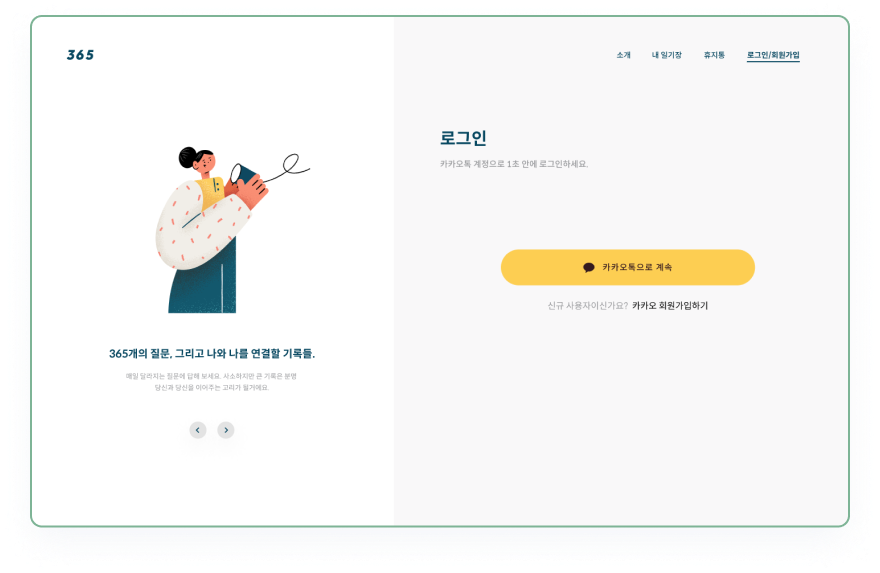 365
소개 내 일기장 휴지통 로그인/회원가입
로그인
카카오톡 계정으로 1초 안에 로그인하세요.
카카오톡으로 계속
신규 사용자이신가요? 카카오 회원가입하기
365개의 질문, 그리고 나와 나를 연결할 기록들.
매일 달라지는 질문에 답해 보세요. 사소하지만 큰 기록은 분명
당신과 당신을 이어주는 고리가 될거예요.